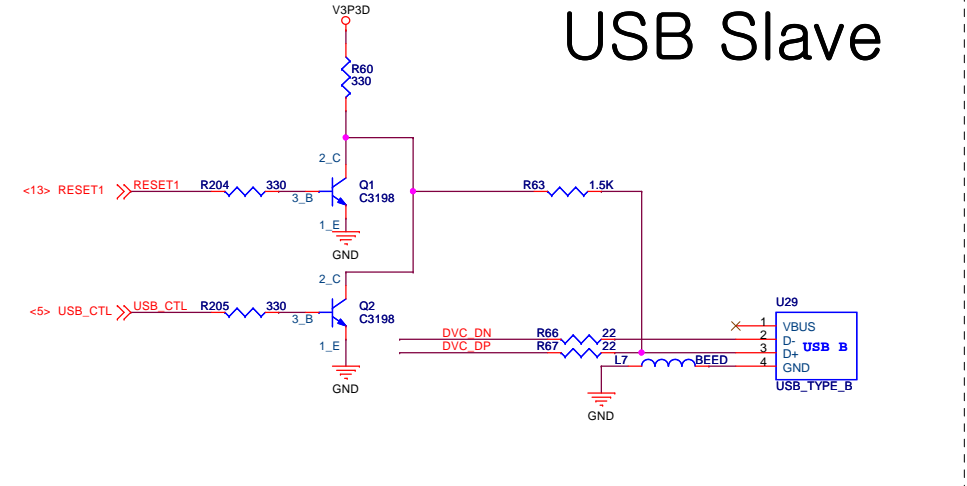 USB Slave
V3P3D
R60
330
2_C
<13> RESET1 RESET1 R204 330 3_B Q1
C3198
1_E
GND
R63 1.5K
2_C
<5> USB_CTL USB_CTL R205 330 3_B Q2
C3198
1_E
GND
DVC_DN R66 22
DVC_DP R67 22
L7 BEED
GND
U29
1 VBUS
2 D-
3 D+ USB B
4 GND
USB_TYPE_B